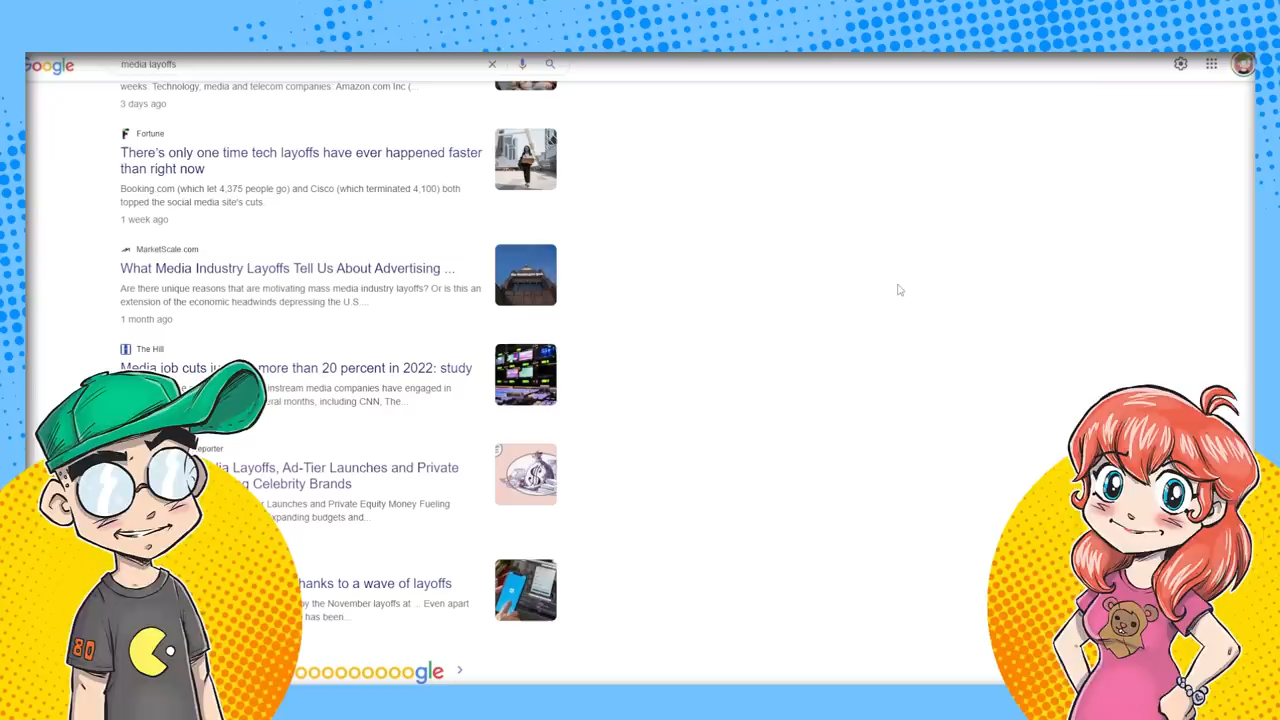 Google
media layoffs
weeks. Technology, media and telecom companies: Amazon.com Inc (...
3 days ago
Fortune
There's only one time tech layoffs have ever happened faster
than right now
Booking.com (which let 4,375 people go) and Cisco (which terminated 4,100) both
topped the social media site's cuts.
1 week ago
MarketScale.com
What Media Industry Layoffs Tell Us About Advertising ...
Are there unique reasons that are motivating mass media industry layoffs? Or is this an
extension of the economic headwinds depressing the U.S....
1 month ago
The Hill
Media job cuts more than 20 percent in 2022: study
media companies have engaged in
months, including CNN, The...
Layoffs, Ad-Tier Launches and Private
Celebrity Brands
Launches and Private Equity Money Fueling
budgets and...
to a wave of layoffs
by the November layoffs at ... Even apart
has been...
oooooooooogle
80